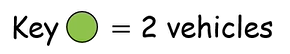 Key = 2 vehicles